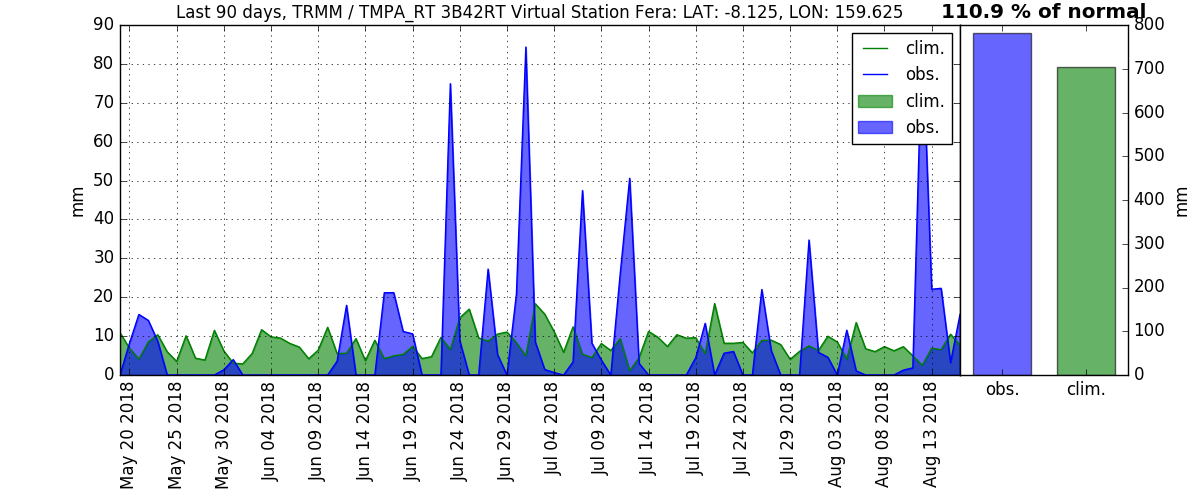 Last 90 days, TRMM / TMPA_RT 3B42RT Virtual Station Fera: LAT: -8.125, LON: 159.625
110.9 % of normal
90
80
70
60
50
40
30
20
10
0
mm
clim.
obs.
clim.
obs.
800
700
600
500
400
300
200
100
0
mm
May 20 2018
May 25 2018
May 30 2018
Jun 04 2018
Jun 09 2018
Jun 14 2018
Jun 19 2018
Jun 24 2018
Jun 29 2018
Jul 04 2018
Jul 09 2018
Jul 14 2018
Jul 19 2018
Jul 24 2018
Jul 29 2018
Aug 03 2018
Aug 08 2018
Aug 13 2018
obs.
clim.